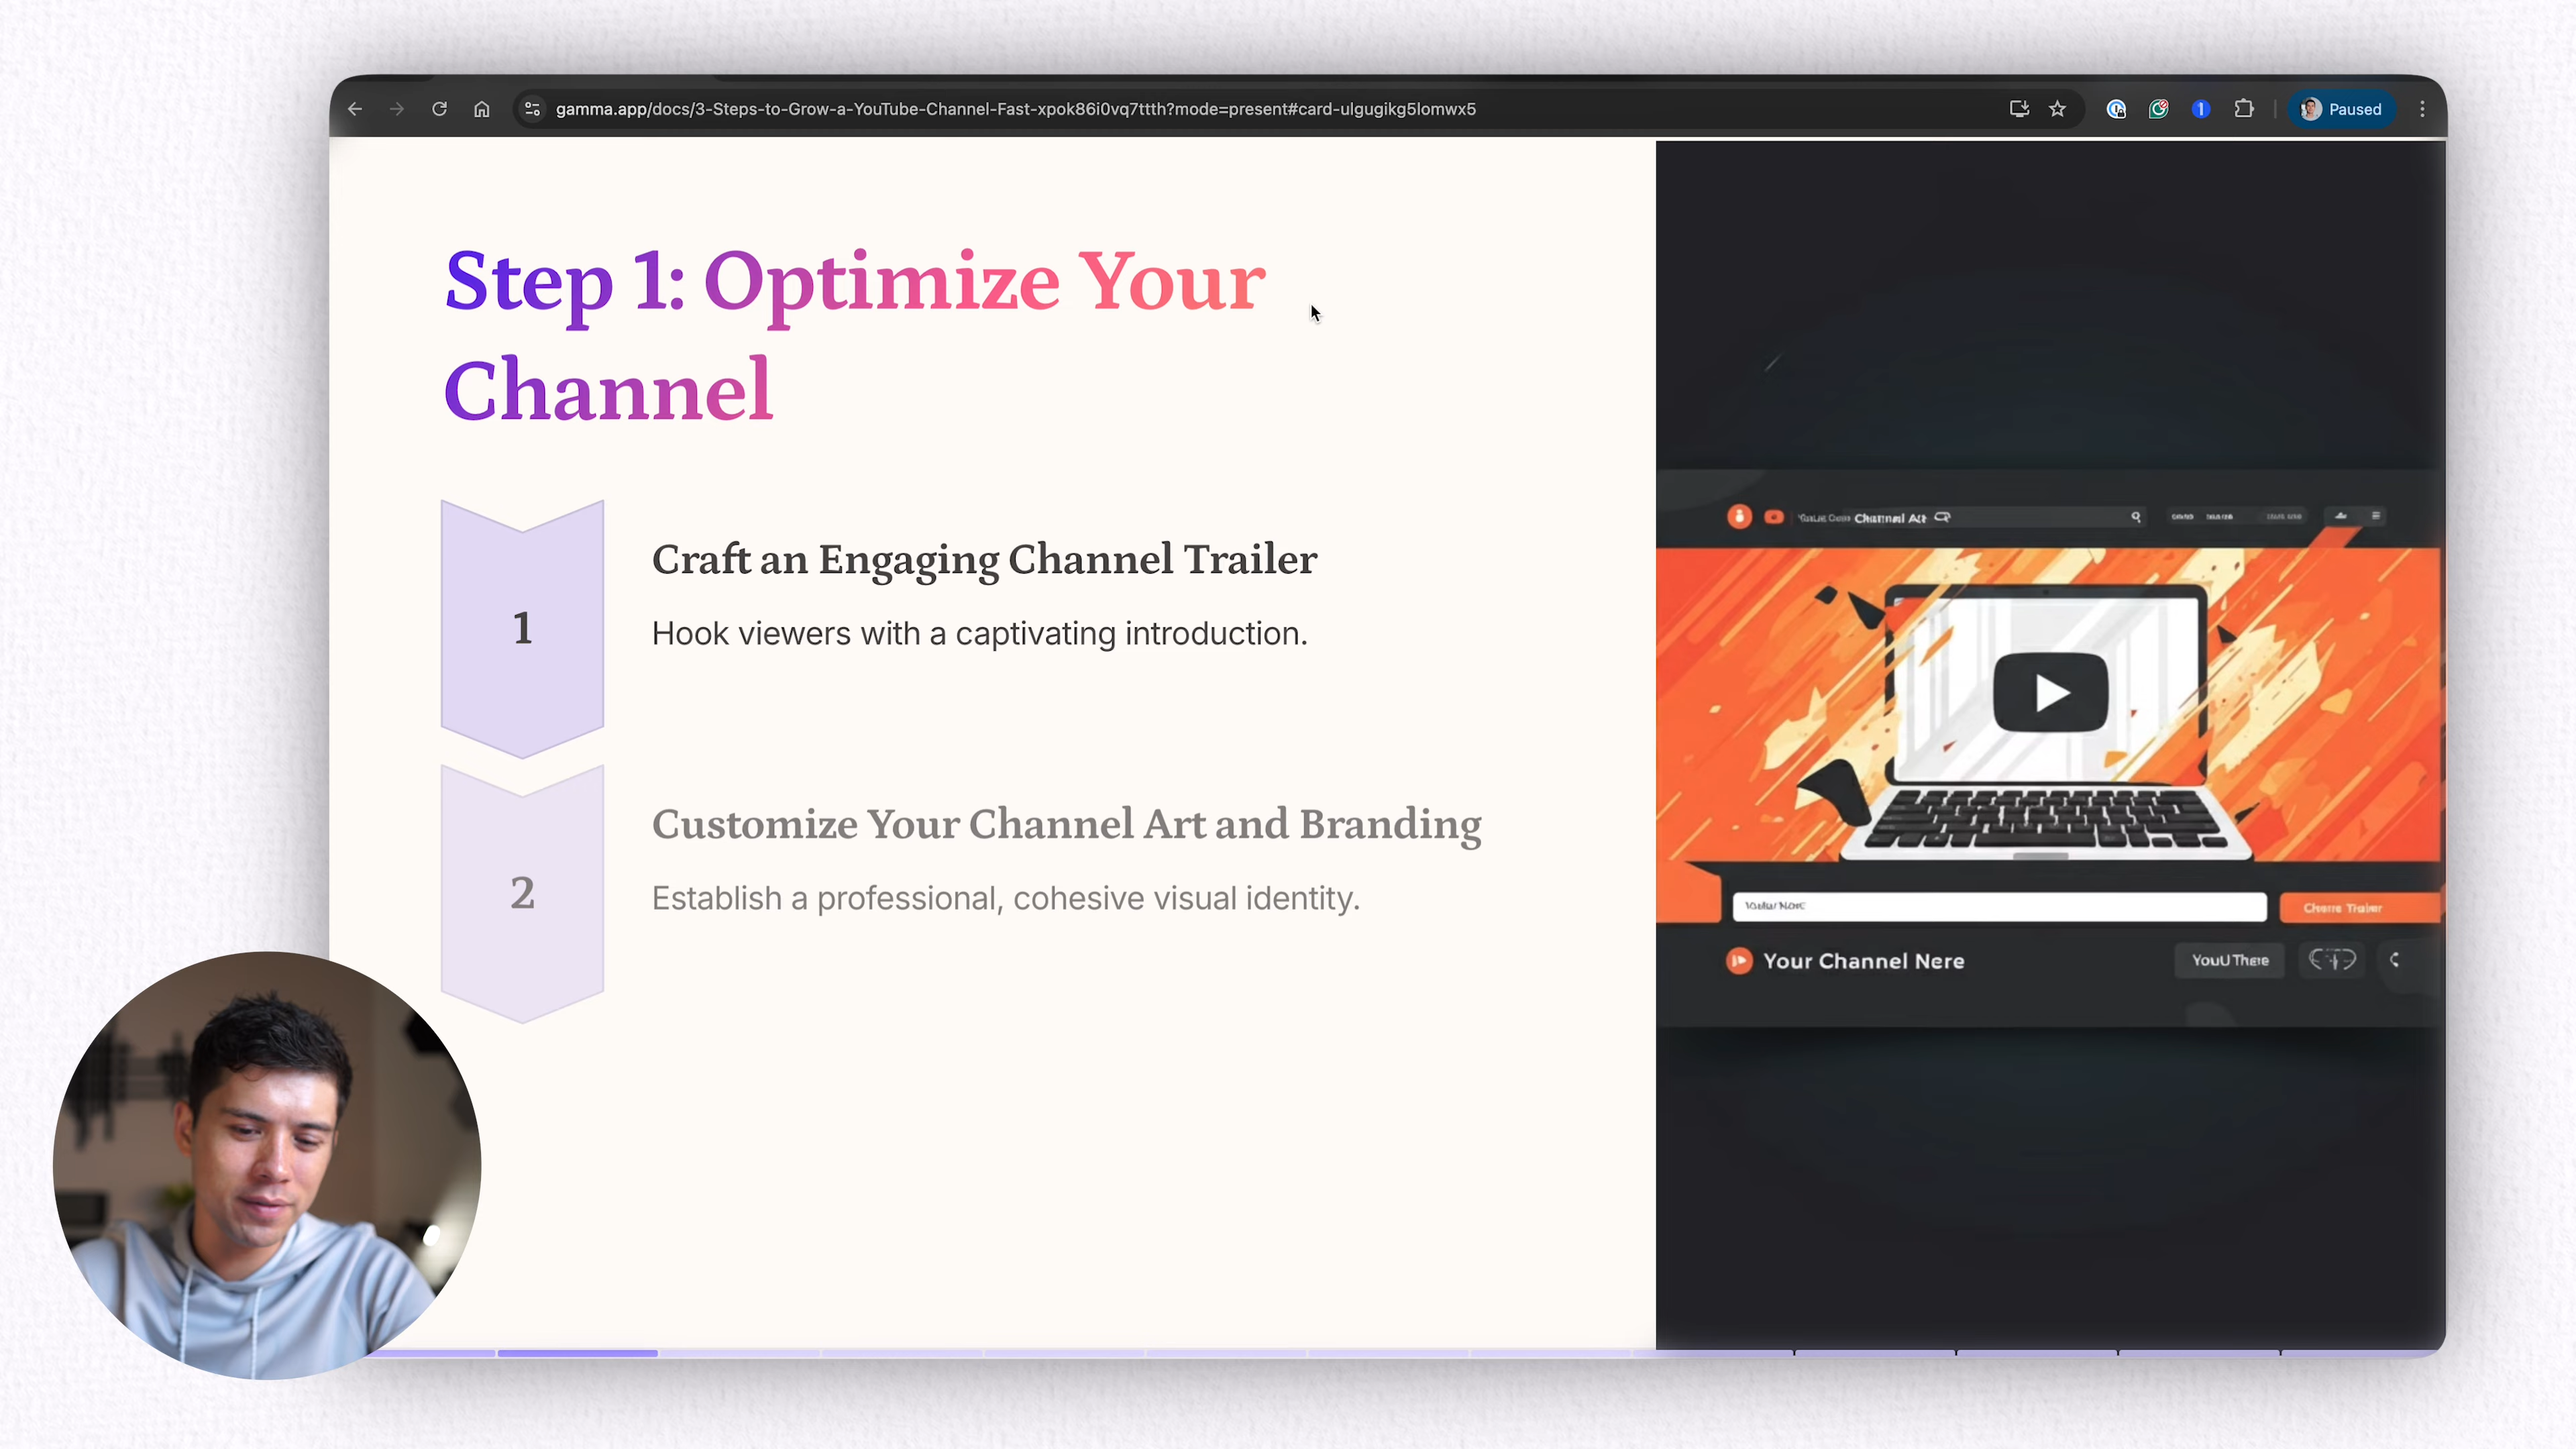 gamma.app/docs/3-Steps-to-Grow-a-YouTube-Channel-Fast-xpok86i0vq7ttth?mode=present#card-ulgugikg5lomwx5
Paused
Step 1: Optimize Your
Channel
1
Craft an Engaging Channel Trailer
Hook viewers with a captivating introduction.
2
Customize Your Channel Art and Branding
Establish a professional, cohesive visual identity.
Your Channel Nere
YouU There